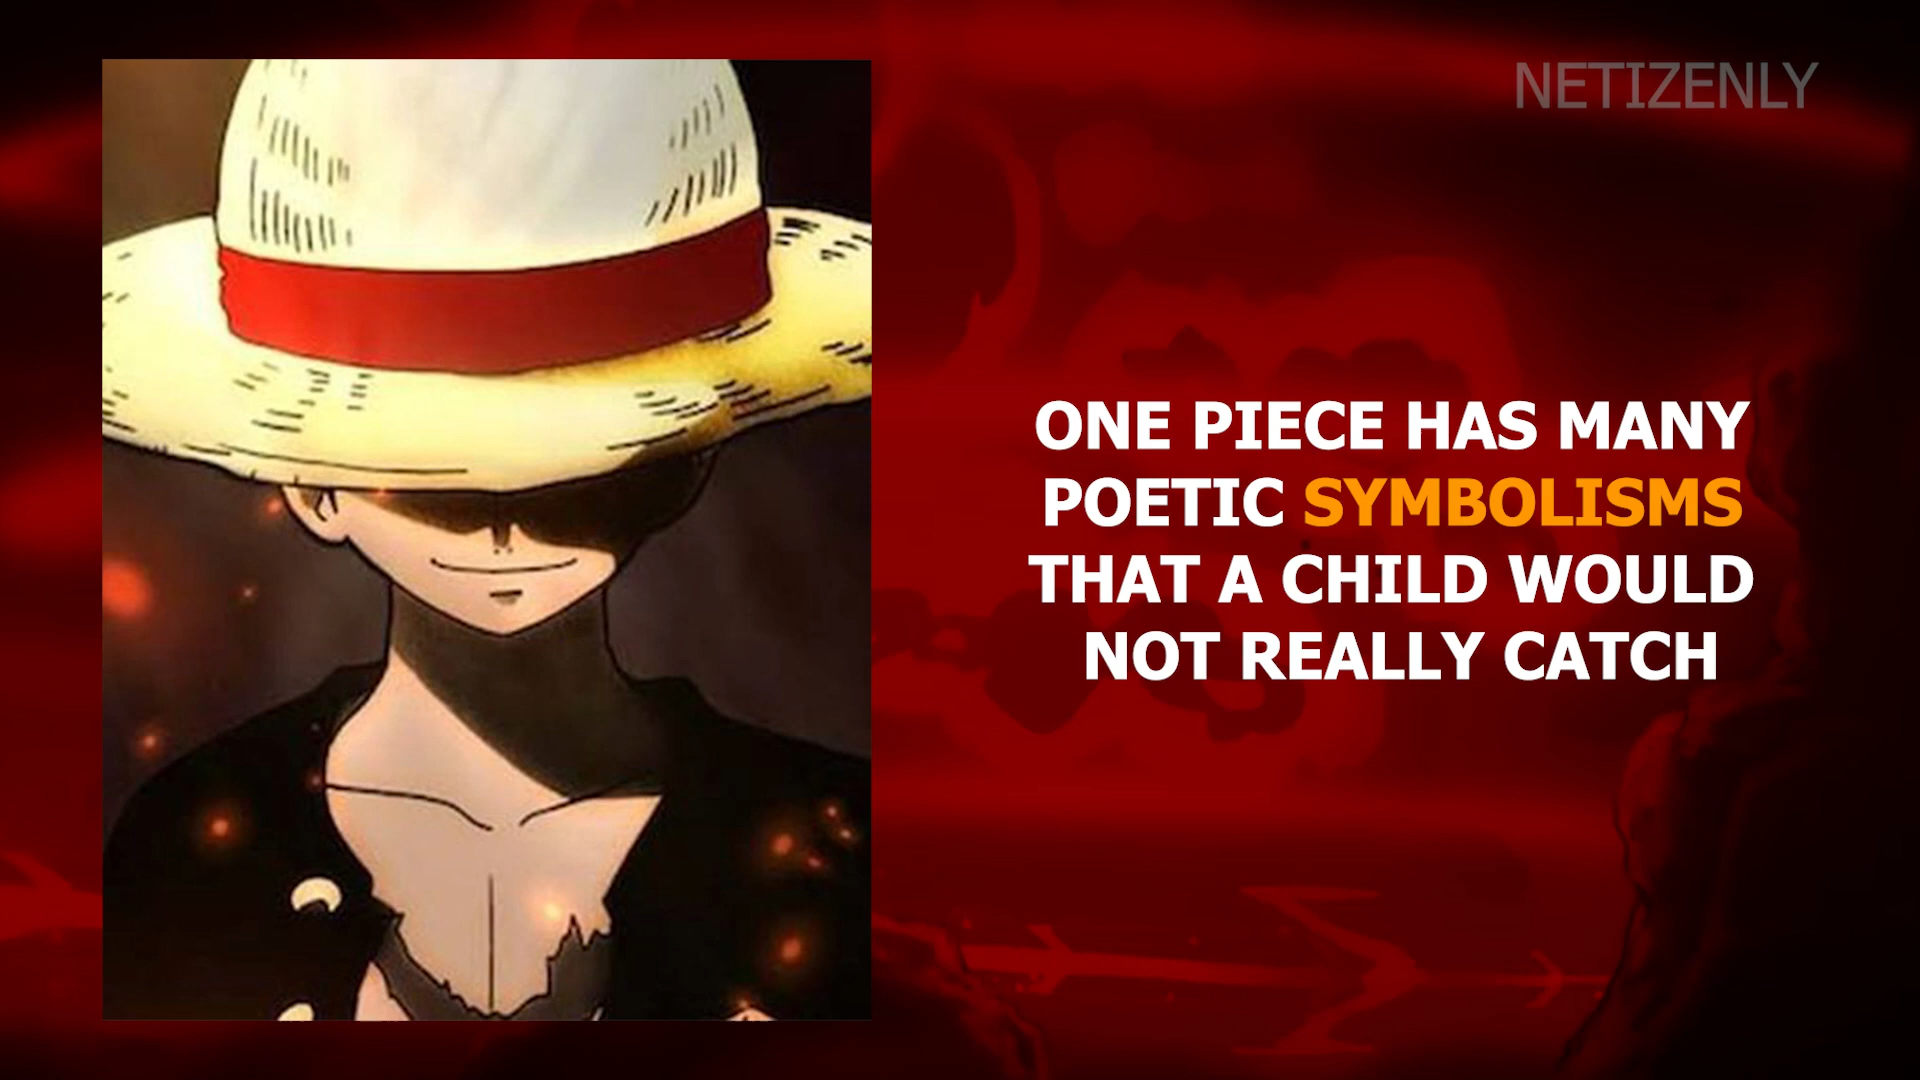 NETIZENLY
ONE PIECE HAS MANY
POETIC SYMBOLISMS
THAT A CHILD WOULD
NOT REALLY CATCH